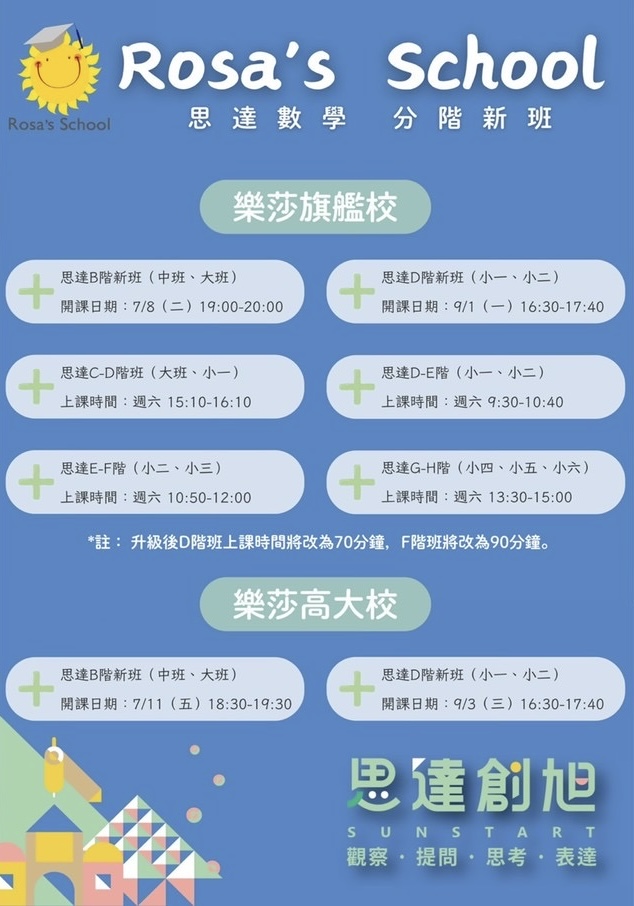 Rosa's School
Rosa's School
思達數學 分階新班
樂莎旗艦校
思達B階新班（中班、大班）
開課日期：7/8（二）19:00-20:00
思達D階新班（小一、小二）
開課日期：9/1（一）16:30-17:40
思達C-D階班（大班、小一）
上課時間：週六 15:10-16:10
思達D-E階（小一、小二）
上課時間：週六 9:30-10:40
思達E-F階（小二、小三）
上課時間：週六 10:50-12:00
思達G-H階（小四、小五、小六）
上課時間：週六 13:30-15:00
*註： 升級後D階班上課時間將改為70分鐘，F階班將改為90分鐘。
樂莎高大校
思達B階新班（中班、大班）
開課日期：7/11（五）18:30-19:30
思達D階新班（小一、小二）
開課日期：9/3（三）16:30-17:40
思達創旭
SUNSTART
觀察・提問・思考・表達